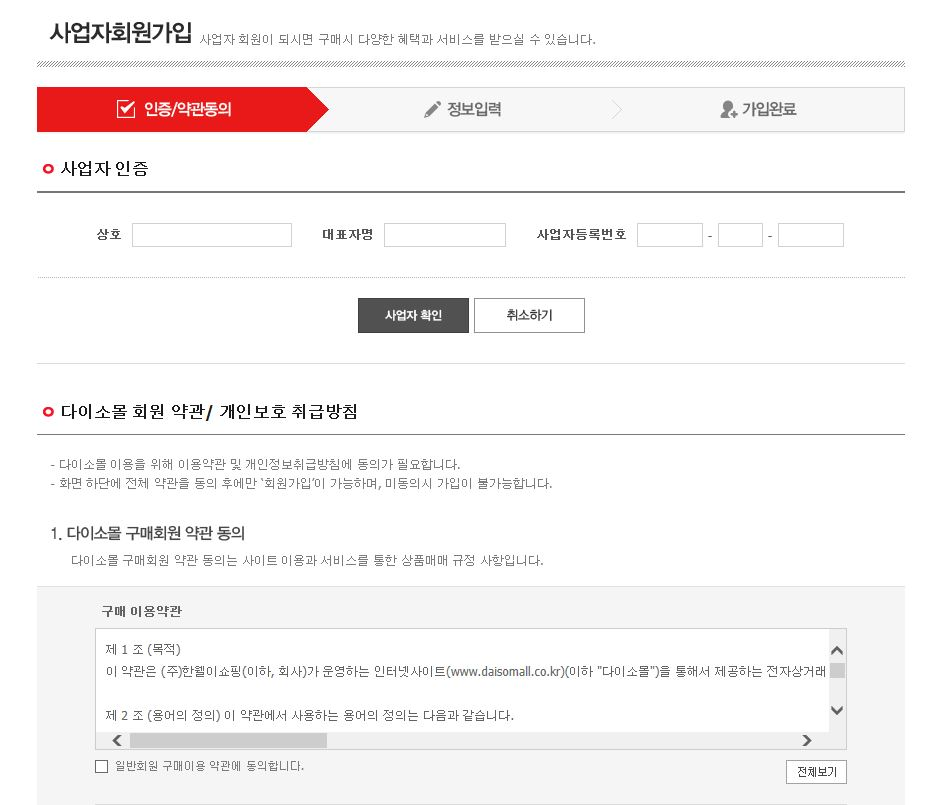 사업자회원가입 사업자 회원이 되시면 구매시 다양한 혜택과 서비스를 받으실 수 있습니다.
인증/약관동의 정보입력 가입완료
사업자 인증
상호 대표자명 사업자등록번호 - -
사업자 확인 취소하기
다이소몰 회원 약관/ 개인보호 취급방침
- 다이소몰 이용을 위해 이용약관 및 개인정보취급방침에 동의가 필요합니다.
- 화면 하단에 전체 약관을 동의 후에만 '회원가입'이 가능하며, 미동의시 가입이 불가능합니다.
1. 다이소몰 구매회원 약관 동의
다이소몰 구매회원 약관 동의는 사이트 이용과 서비스를 통한 상품매매 규정 사항입니다.
구매 이용약관
제 1 조 (목적)
이 약관은 (주)한웰이쇼핑(이하, 회사)가 운영하는 인터넷사이트(www.daisomall.co.kr)(이하 "다이소몰")을 통해서 제공하는 전자상거래
제 2 조 (용어의 정의) 이 약관에서 사용하는 용어의 정의는 다음과 같습니다.
일반회원 구매이용 약관에 동의합니다.
전체보기